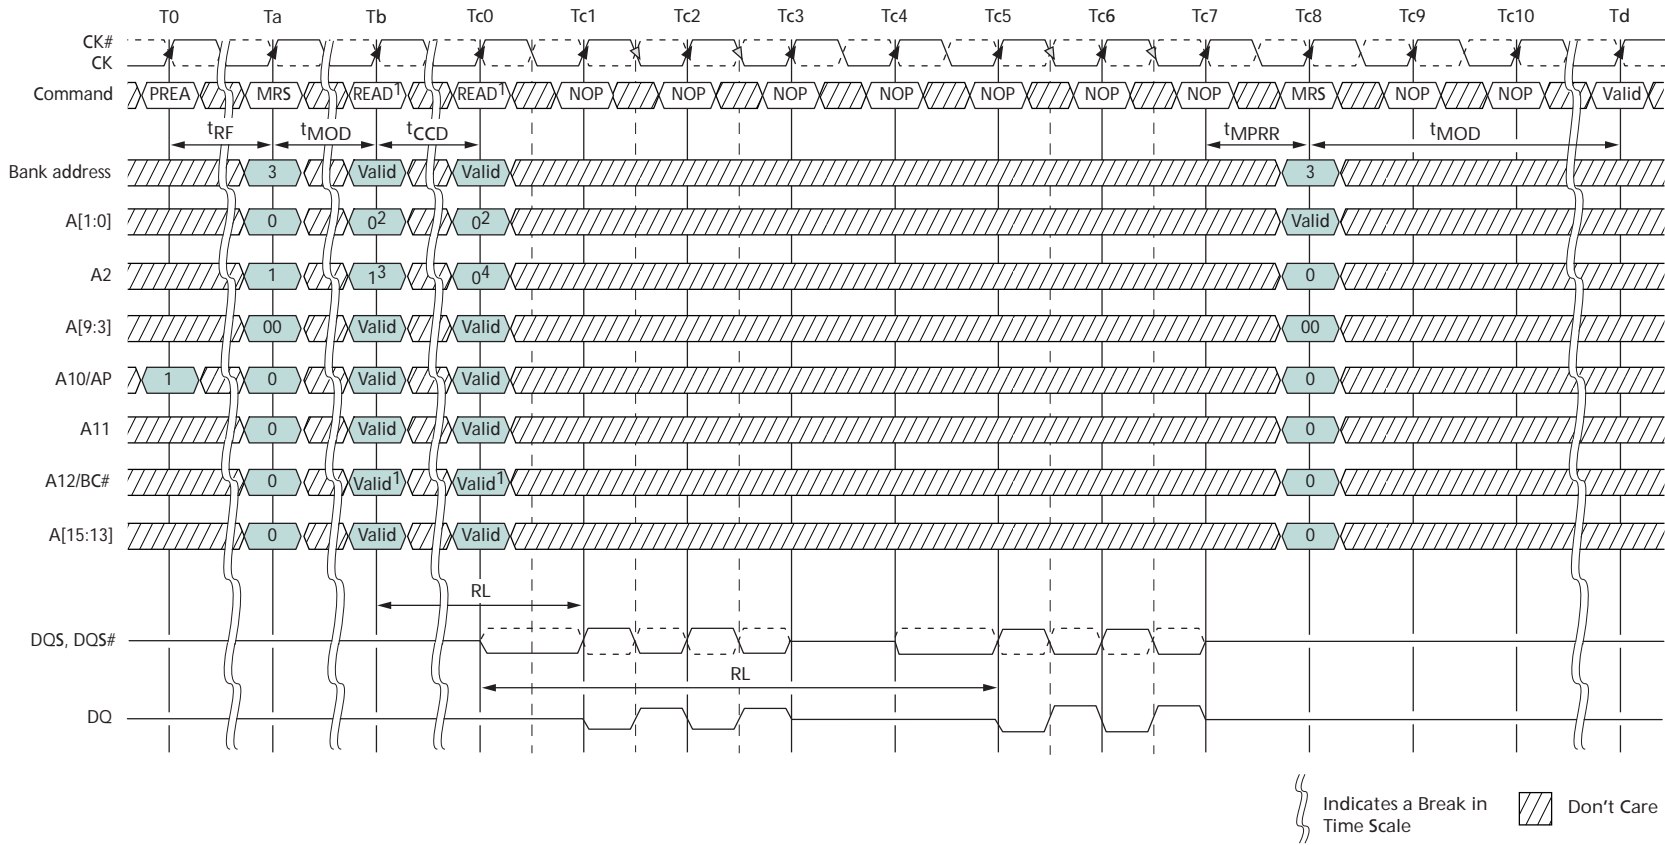 T0 Ta Tb Tc0 Tc1 Tc2 Tc3 Tc4 Tc5 Tc6 Tc7 Tc8 Tc9 Tc10 Td
CK#
CK
Command PREA MRS READ1 READ1 NOP NOP NOP NOP NOP NOP NOP MRS NOP NOP Valid
tRF tMOD tCCD tMPRR tMOD
Bank address 3 Valid Valid 3
A[1:0] 0 02 02 Valid
A2 1 13 04 0
A[9:3] 00 Valid Valid 00
A10/AP 1 0 Valid Valid 0
A11 0 Valid Valid 0
A12/BC# 0 Valid1 Valid1 0
A[15:13] 0 Valid Valid 0
RL
DQS, DQS#
RL
DQ
Indicates a Break in
Time Scale
Don't Care